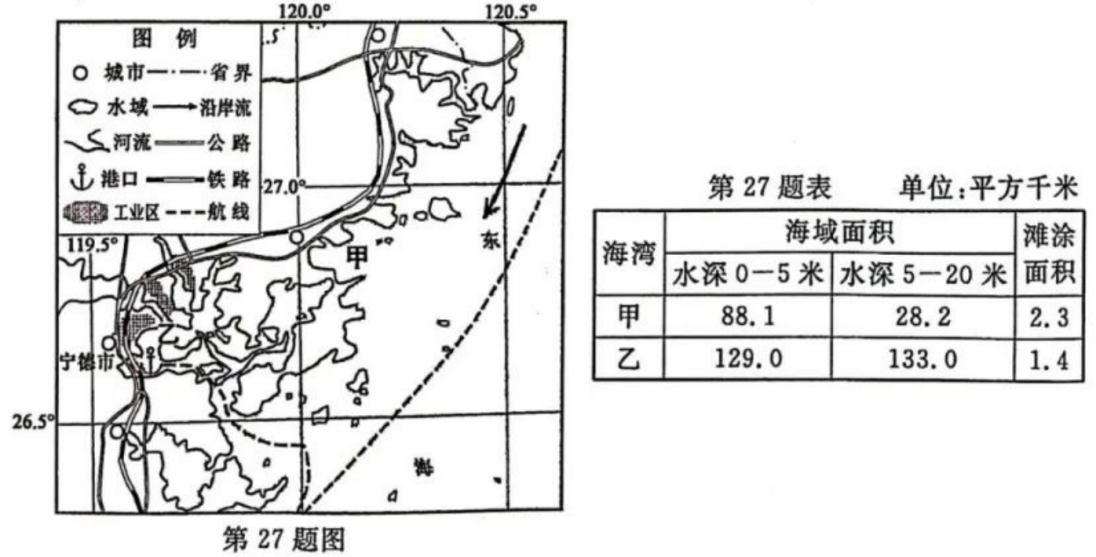 120.0° 120.5°
图 例
城市 省界
水域 沿岸流
河流 公路
港口 铁路
工业区 航线
27.0°
119.5°
东
甲
宁德市
26.5°
海
第27题图
第27题表 单位:平方千米
海湾 海域面积 滩涂面积
水深0—5米 水深5—20米
甲 88.1 28.2 2.3
乙 129.0 133.0 1.4